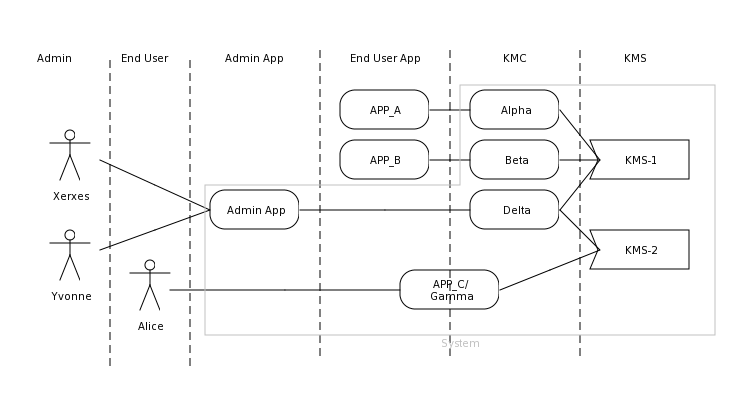 Admin
End User
Admin App
End User App
KMC
KMS
APP_A
Alpha
APP_B
Beta
KMS-1
Xerxes
Admin App
Delta
KMS-2
Yvonne
Alice
APP_C/
Gamma
System